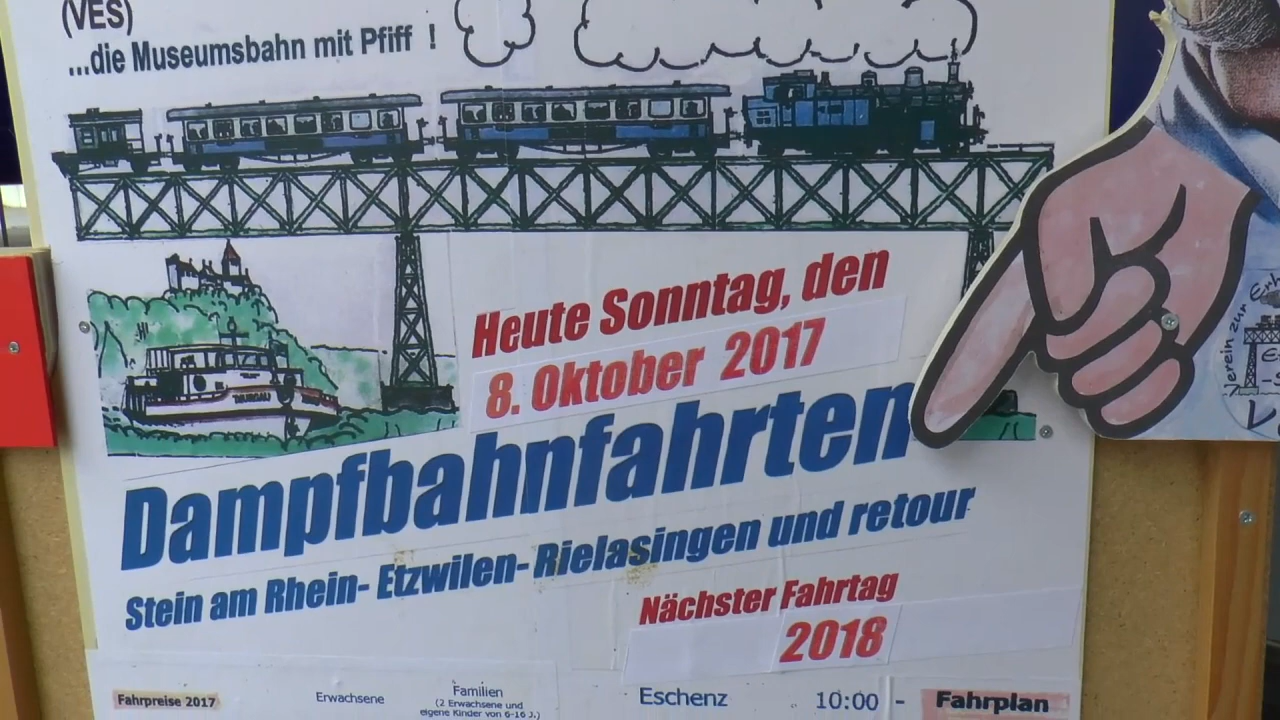 (VES)
...die Museumsbahn mit Pfiff !
Heute Sonntag, den
8. Oktober 2017
Dampfbahnfahrten
Stein am Rhein- Etzwilen- Rielasingen und retour
Nächster Fahrtag
2018
Fahrpreise 2017
Erwachsene
Familien
(2 Erwachsene und
eigene Kinder von 6-16 J.)
Eschenz 10:00 - Fahrplan